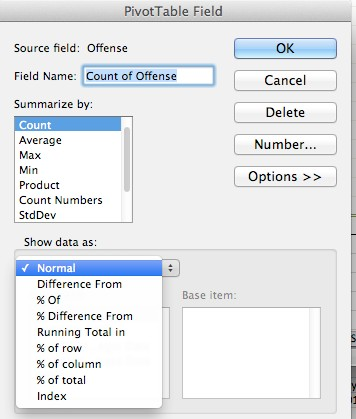 PivotTable Field
Source field: Offense
OK
Field Name: Count of Offense
Cancel
Summarize by:
Delete
Count
Average
Max
Min
Product
Count Numbers
StdDev
Number...
Options >>
Show data as:
✓ Normal
Difference From
% Of
% Difference From
Running Total in
% of row
% of column
% of total
Index
Base item: